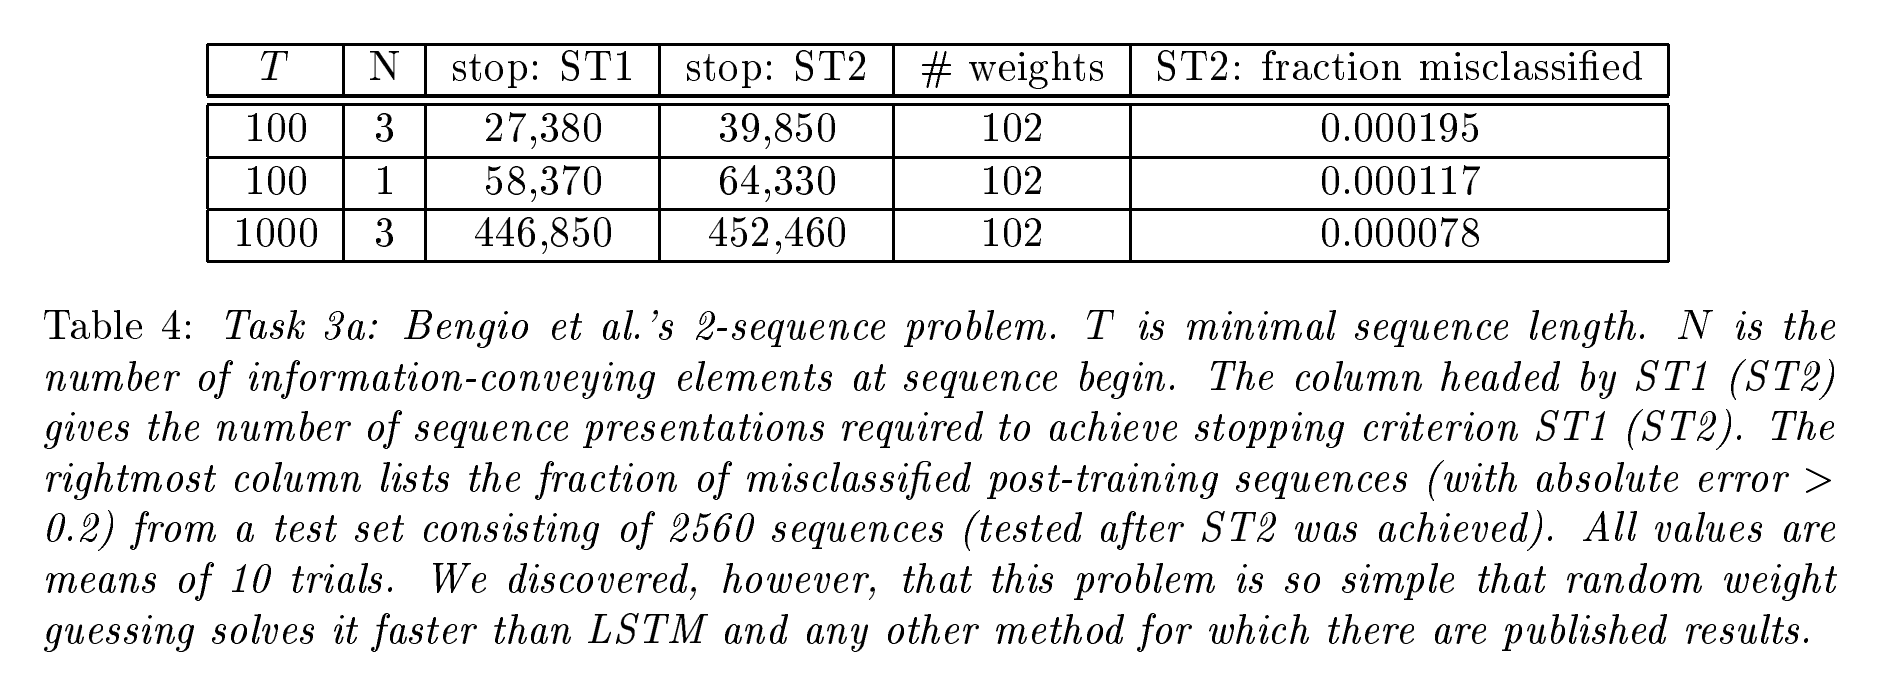 T N stop: ST1 stop: ST2 # weights ST2: fraction misclassified
100 3 27,380 39,850 102 0.000195
100 1 58,370 64,330 102 0.000117
1000 3 446,850 452,460 102 0.000078
Table 4: Task 3a: Bengio et al.'s 2-sequence problem. T is minimal sequence length. N is the
number of information-conveying elements at sequence begin. The column headed by ST1 (ST2)
gives the number of sequence presentations required to achieve stopping criterion ST1 (ST2). The
rightmost column lists the fraction of misclassified post-training sequences (with absolute error >
0.2) from a test set consisting of 2560 sequences (tested after ST2 was achieved). All values are
means of 10 trials. We discovered, however, that this problem is so simple that random weight
guessing solves it faster than LSTM and any other method for which there are published results.